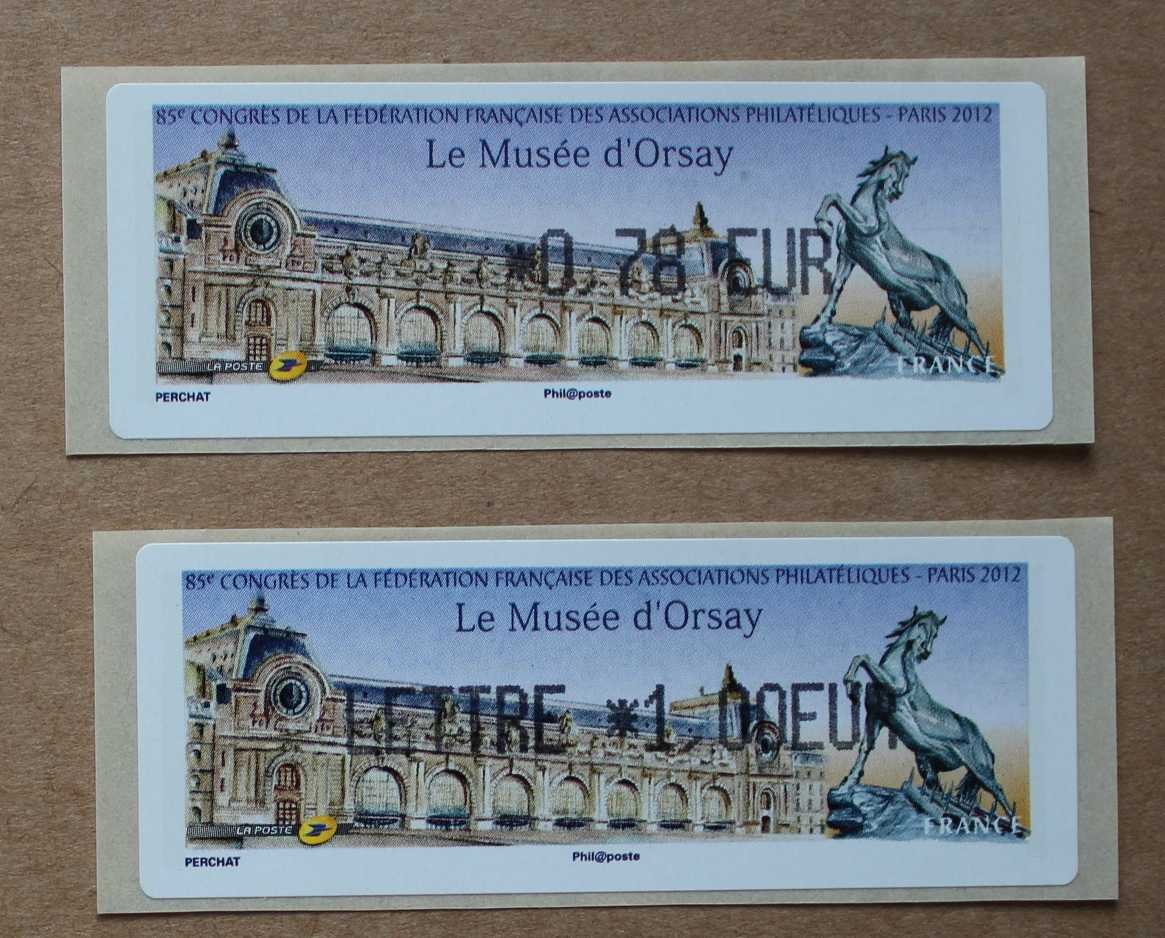 85e CONGRÈS DE LA FÉDÉRATION FRANÇAISE DES ASSOCIATIONS PHILATÉLIQUES - PARIS 2012
Le Musée d'Orsay
*0,78 EUR
LA POSTE
FRANCE
PERCHAT
Phil@poste
85e CONGRÈS DE LA FÉDÉRATION FRANÇAISE DES ASSOCIATIONS PHILATÉLIQUES - PARIS 2012
Le Musée d'Orsay
LETTRE *1,00EUR
LA POSTE
FRANCE
PERCHAT
Phil@poste